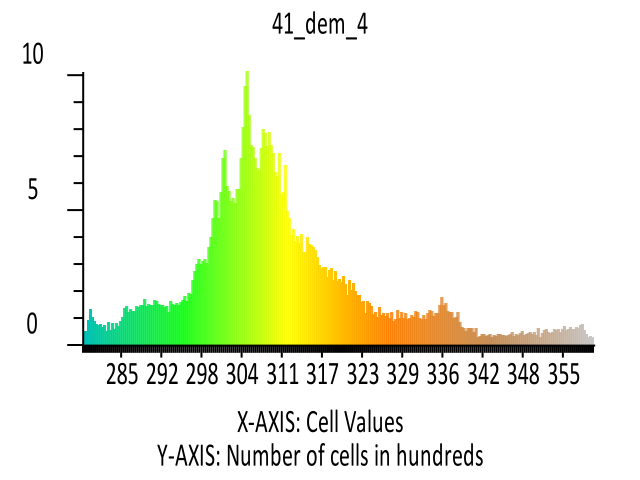 41_dem_4
10
5
0
285 292 298 304 311 317 323 329 336 342 348 355
X-AXIS: Cell Values
Y-AXIS: Number of cells in hundreds